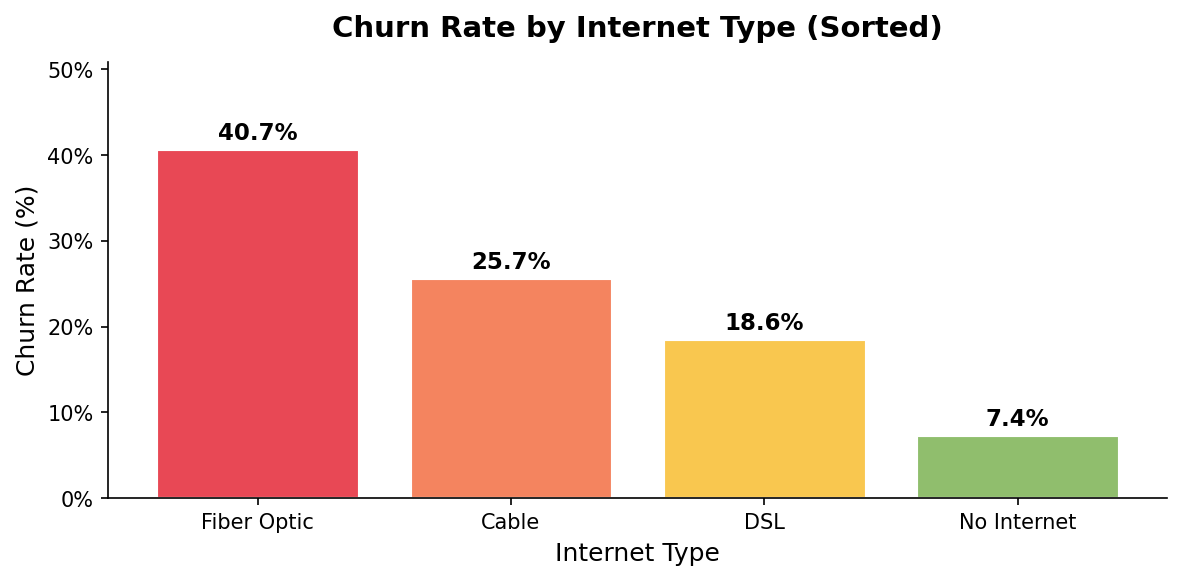 Churn Rate by Internet Type (Sorted)
Churn Rate (%)
50%
40%
30%
20%
10%
0%
40.7%
25.7%
18.6%
7.4%
Fiber Optic
Cable
DSL
No Internet
Internet Type